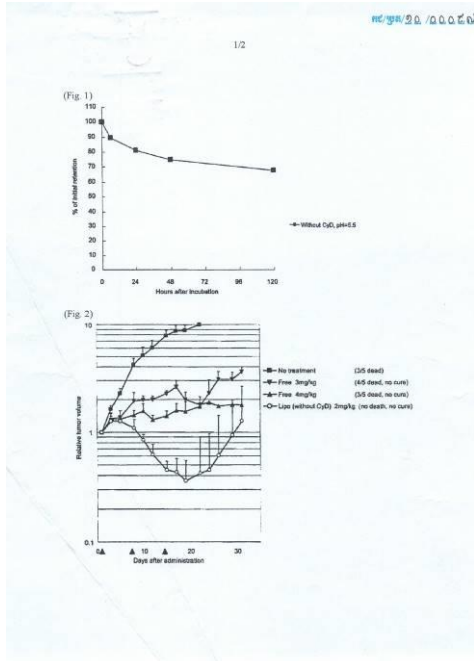 1/2
(Fig. 1)
110
100
90
80
70
60
50
40
30
20
10
0
% of initial retention
0 24 48 72 96 120
Hours after incubation
Without CyD, pH=5.5
(Fig. 2)
10
1
0.1
Relative tumor volume
0 10 20 30
Days after administration
No treatment (3/5 dead)
Free 3mg/kg (4/5 dead, no cure)
Free 4mg/kg (3/5 dead, no cure)
Lipo (without CyD) 2mg/kg (no death, no cure)